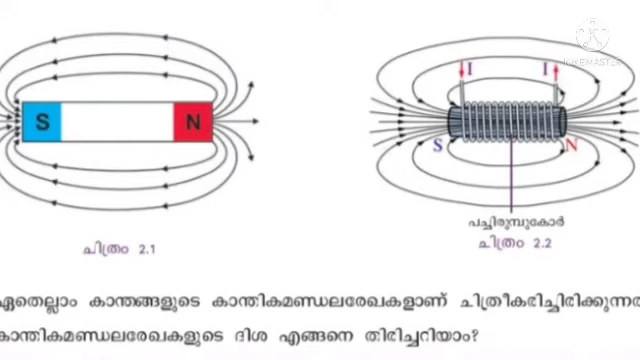 KINEMASTER
S
N
I
I
S
N
പച്ചിരുമ്പുകോർ
ചിത്രം 2.1
ചിത്രം 2.2
ഏതെല്ലാം കാന്തങ്ങളുടെ കാന്തികമണ്ഡലരേഖകളാണ് ചിത്രീകരിച്ചിരിക്കുന്നത്
കാന്തികമണ്ഡലരേഖകളുടെ ദിശ എങ്ങനെ തിരിച്ചറിയാം?